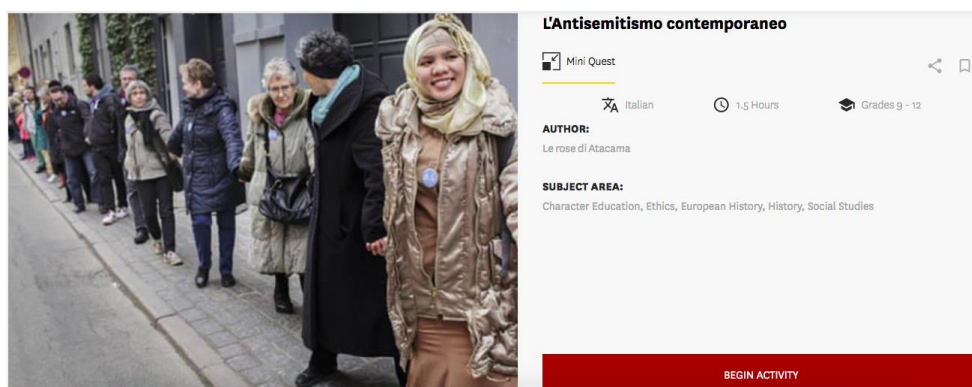 L'Antisemitismo contemporaneo
Mini Quest
Italian
1.5 Hours
Grades 9 - 12
AUTHOR:
Le rose di Atacama
SUBJECT AREA:
Character Education, Ethics, European History, History, Social Studies
BEGIN ACTIVITY